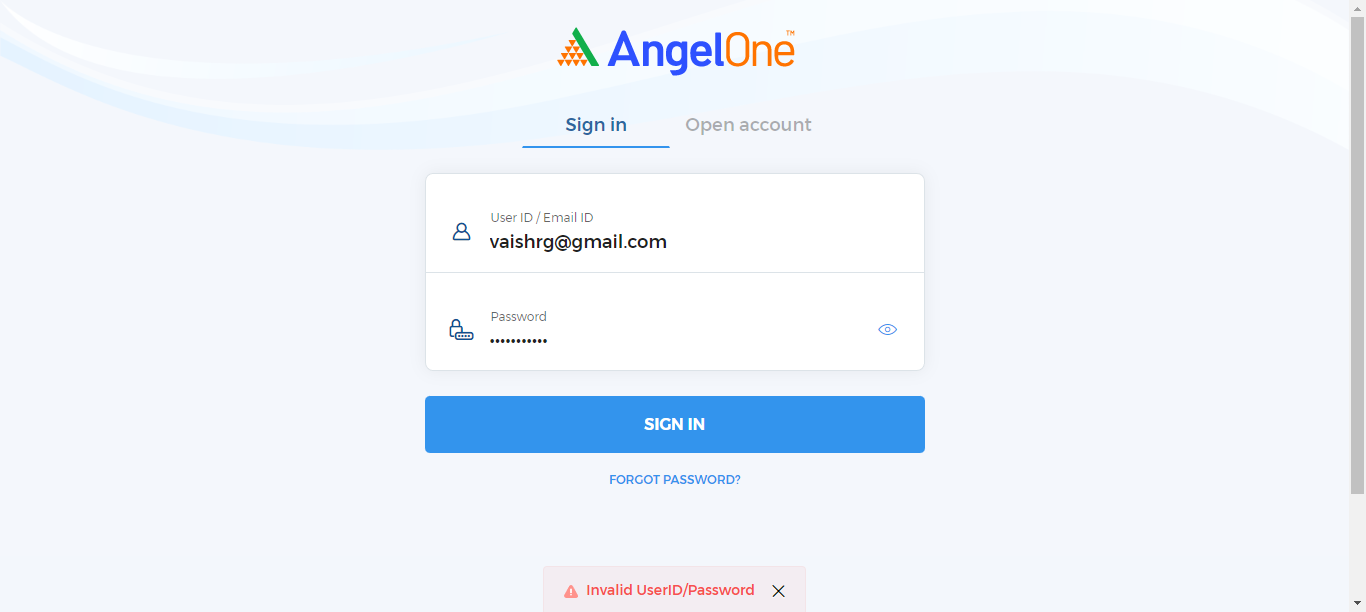 AngelOne™
Sign in Open account
User ID / Email ID
vaishrg@gmail.com
Password
•••••••••••
SIGN IN
FORGOT PASSWORD?
Invalid UserID/Password